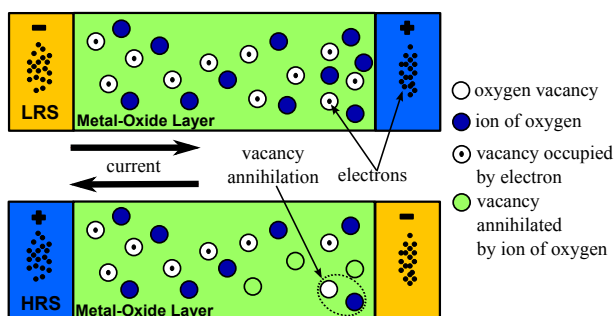 -
+
LRS
Metal-Oxide Layer
current
vacancy
annihilation
electrons
+
-
HRS
Metal-Oxide Layer
oxygen vacancy
ion of oxygen
vacancy occupied
by electron
vacancy
annihilated
by ion of oxygen